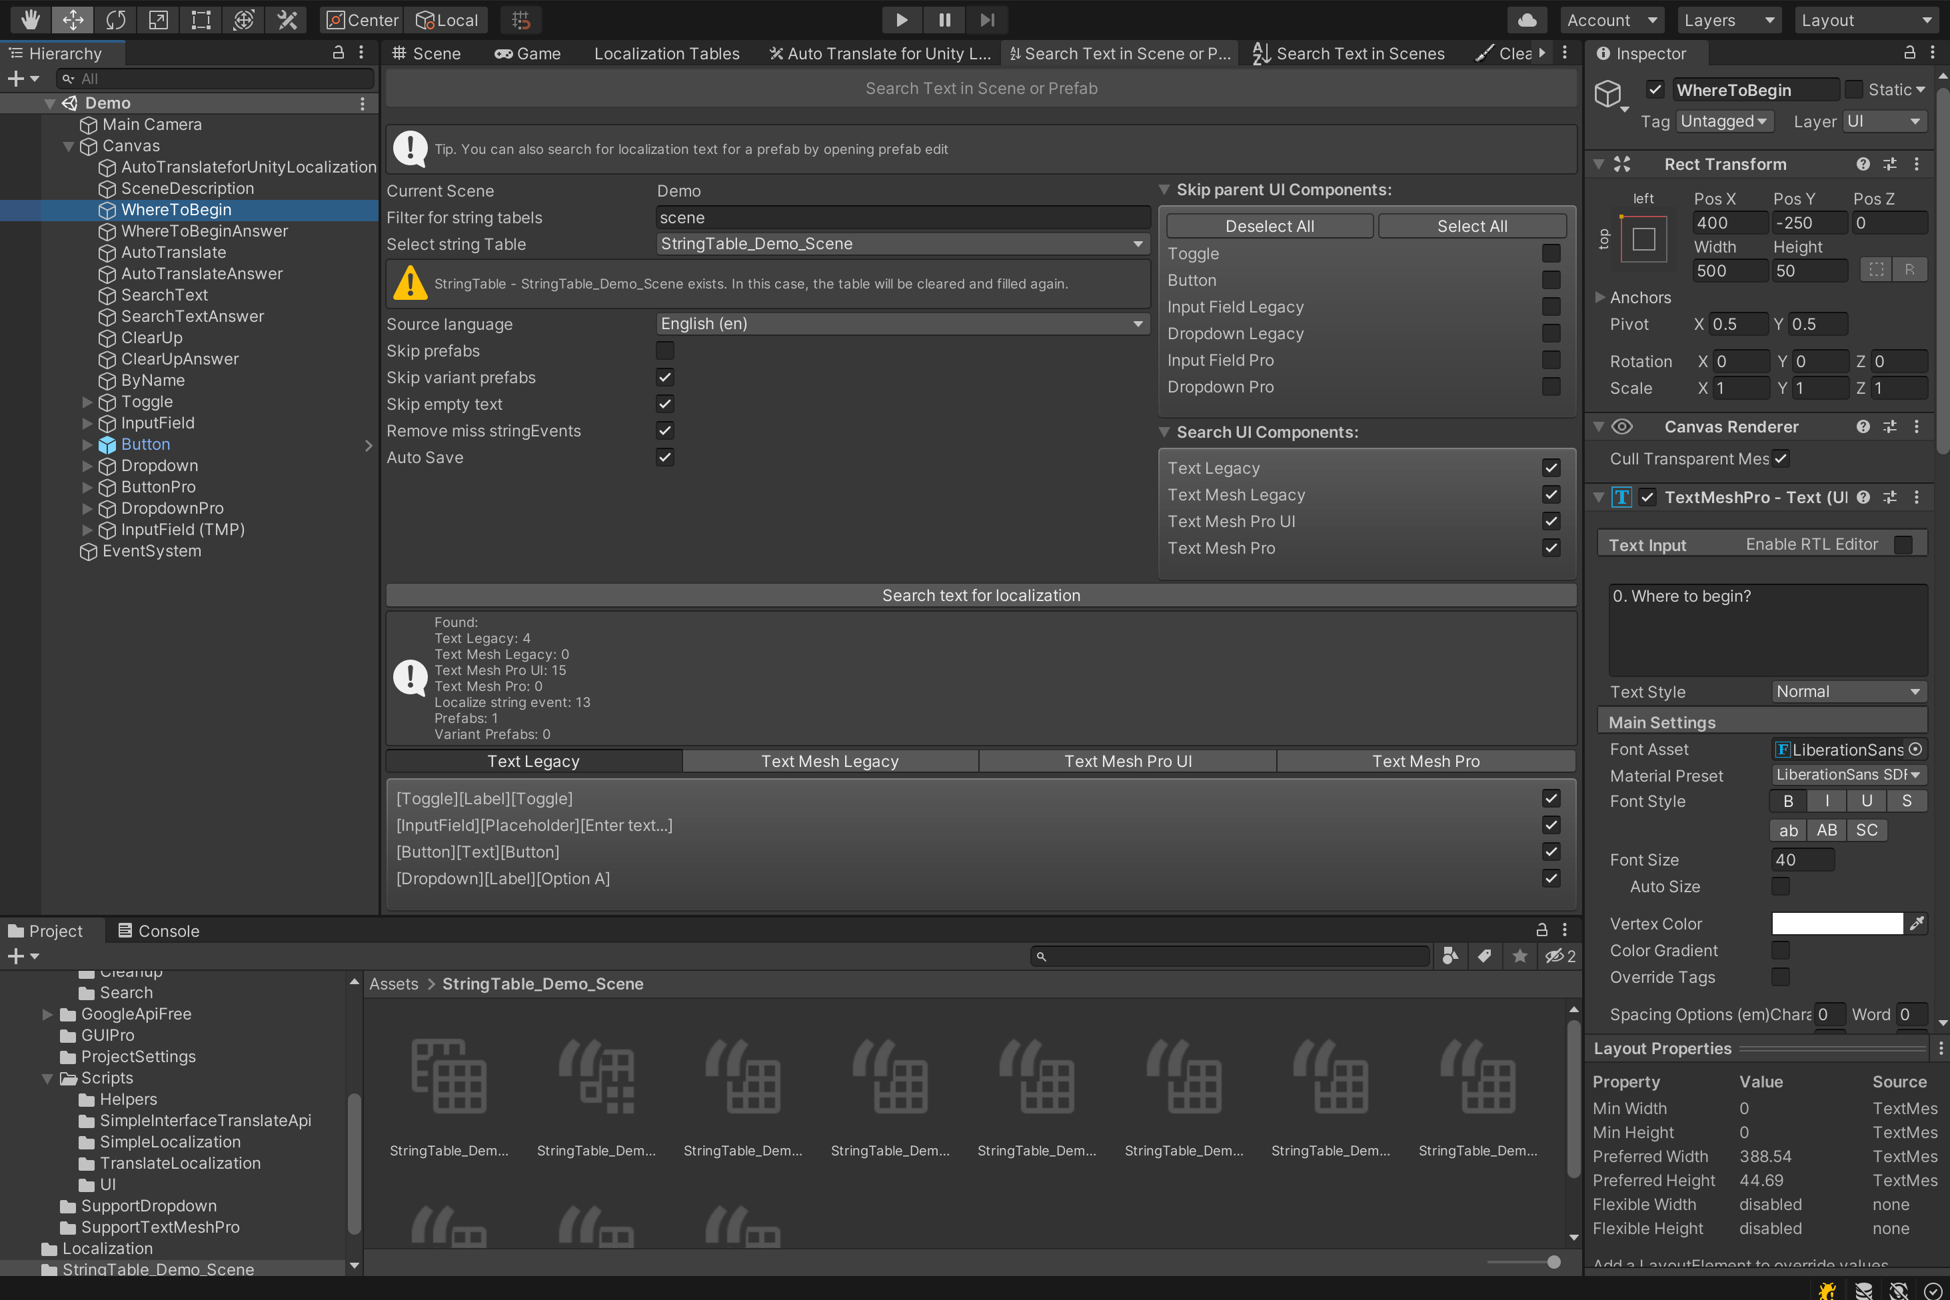 Center
Local
Account
Layers
Layout
Hierarchy
Scene
Game
Localization Tables
Auto Translate for Unity L...
Search Text in Scene or P...
Search Text in Scenes
Clea
Inspector
All
Demo
Main Camera
Canvas
AutoTranslateforUnityLocalization
SceneDescription
WhereToBegin
WhereToBeginAnswer
AutoTranslate
AutoTranslateAnswer
SearchText
SearchTextAnswer
ClearUp
ClearUpAnswer
ByName
Toggle
InputField
Button
Dropdown
ButtonPro
DropdownPro
InputField (TMP)
EventSystem
Search Text in Scene or Prefab
Tip. You can also search for localization text for a prefab by opening prefab edit
Current Scene
Demo
Filter for string tabels
scene
Select string Table
StringTable_Demo_Scene
StringTable - StringTable_Demo_Scene exists. In this case, the table will be cleared and filled again.
Source language
English (en)
Skip prefabs
Skip variant prefabs
Skip empty text
Remove miss stringEvents
Auto Save
Skip parent UI Components:
Deselect All
Select All
Toggle
Button
Input Field Legacy
Dropdown Legacy
Input Field Pro
Dropdown Pro
Search UI Components:
Text Legacy
Text Mesh Legacy
Text Mesh Pro UI
Text Mesh Pro
Search text for localization
Found:
Text Legacy: 4
Text Mesh Legacy: 0
Text Mesh Pro UI: 15
Text Mesh Pro: 0
Localize string event: 13
Prefabs: 1
Variant Prefabs: 0
Text Legacy
Text Mesh Legacy
Text Mesh Pro UI
Text Mesh Pro
[Toggle][Label][Toggle]
[InputField][Placeholder][Enter text...]
[Button][Text][Button]
[Dropdown][Label][Option A]
WhereToBegin
Static
Tag
Untagged
Layer
UI
Rect Transform
left
top
Pos X
Pos Y
Pos Z
400
-250
0
Width
Height
500
50
R
Anchors
Pivot
X 0.5
Y 0.5
Rotation
X 0
Y 0
Z 0
Scale
X 1
Y 1
Z 1
Canvas Renderer
Cull Transparent Mes
TextMeshPro - Text (UI
Text Input
Enable RTL Editor
0. Where to begin?
Text Style
Normal
Main Settings
Font Asset
LiberationSans
Material Preset
LiberationSans SDF
Font Style
B
I
U
S
ab
AB
SC
Font Size
40
Auto Size
Vertex Color
Color Gradient
Override Tags
Spacing Options (em)
Chara
0
Word
0
Layout Properties
Property
Value
Source
Min Width
0
TextMes
Min Height
0
TextMes
Preferred Width
388.54
TextMes
Preferred Height
44.69
TextMes
Flexible Width
disabled
none
Flexible Height
disabled
none
Add a LayoutElement to override values
Project
Console
2
Cleanup
Search
GoogleApiFree
GUIPro
ProjectSettings
Scripts
Helpers
SimpleInterfaceTranslateApi
SimpleLocalization
TranslateLocalization
UI
SupportDropdown
SupportTextMeshPro
Localization
StringTable_Demo_Scene
Assets > StringTable_Demo_Scene
StringTable_Dem...
StringTable_Dem...
StringTable_Dem...
StringTable_Dem...
StringTable_Dem...
StringTable_Dem...
StringTable_Dem...
StringTable_Dem...